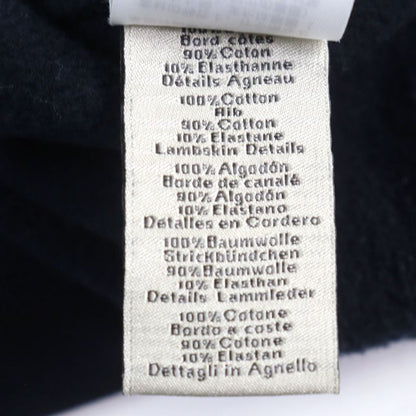 Bord côtes
90% Coton
10% Elasthanne
Détails Agneau
100% Cotton
Rib
90% Cotton
10% Elastane
Lambskin Details
100% Algodón
Borde de canalé
90% Algodón
10% Elastano
Detalles en Cordero
100% Baumwolle
Strickbündchen
90% Baumwolle
10% Elasthan
Details Lammleder
100% Cotone
Bordo a coste
90% Cotone
10% Elastan
Dettagli in Agnello